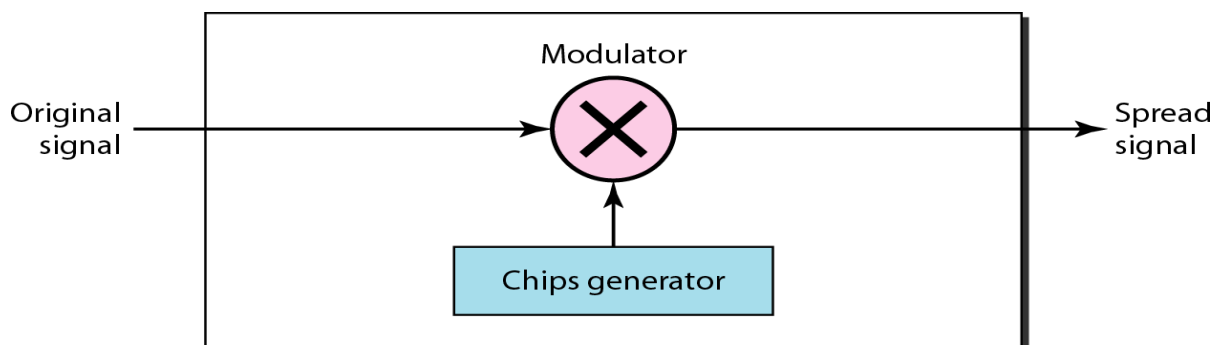 Modulator
Original
signal
Spread
signal
Chips generator